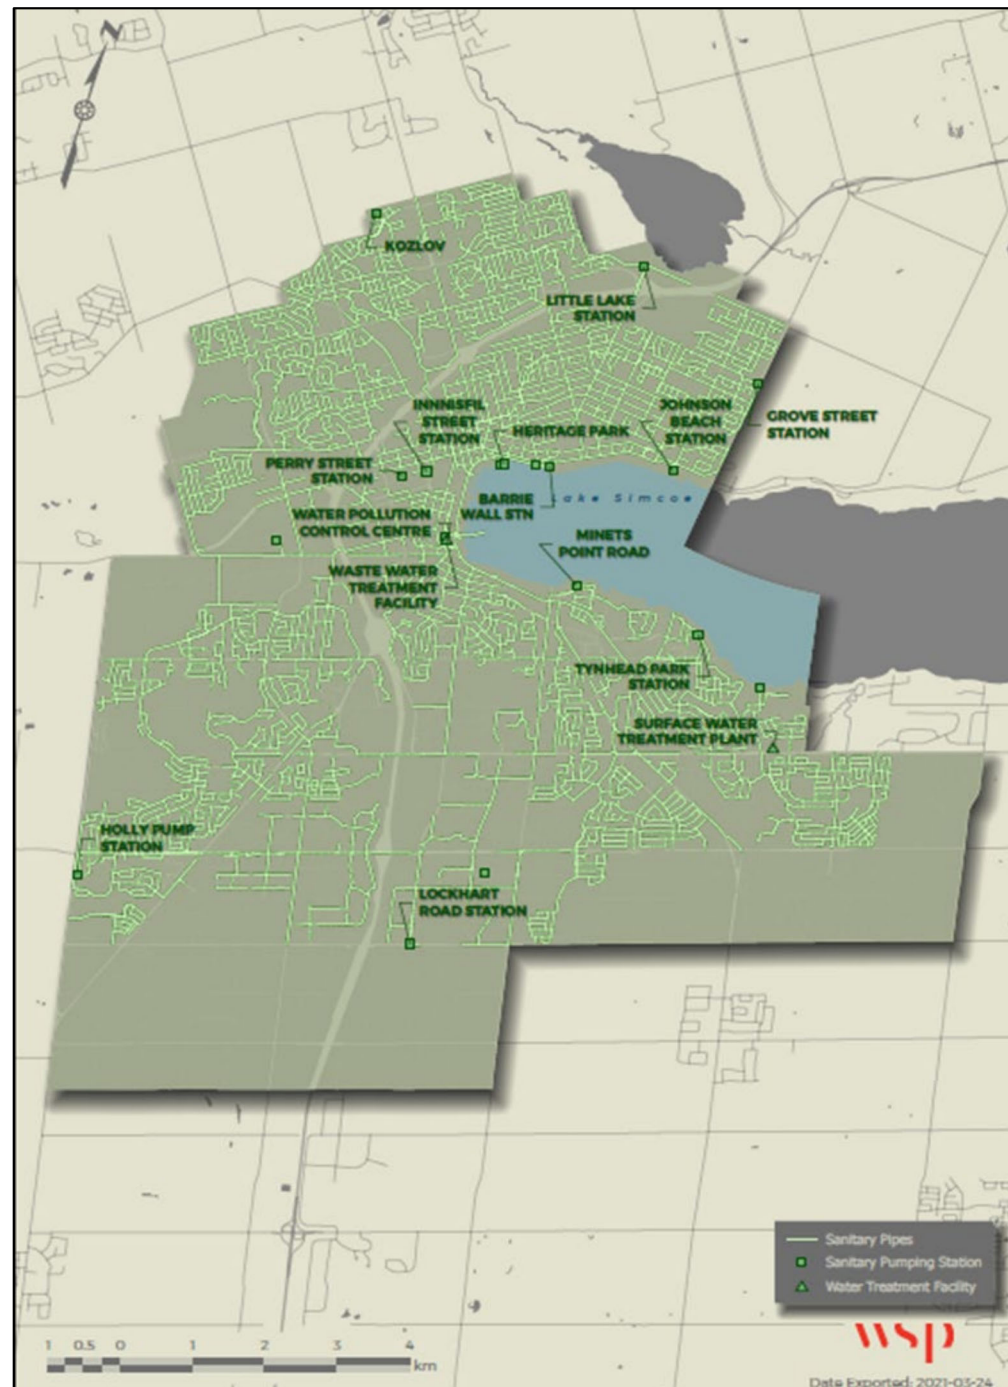 N
KOZLOV
LITTLE LAKE
STATION
INNNISFIL
STREET
STATION
HERITAGE PARK
JOHNSON
BEACH
STATION
GROVE STREET
STATION
PERRY STREET
STATION
BARRIE
WALL STN
Lake Simcoe
WATER POLLUTION
CONTROL CENTRE
MINETS
POINT ROAD
WASTE WATER
TREATMENT
FACILITY
TYNHEAD PARK
STATION
SURFACE WATER
TREATMENT PLANT
HOLLY PUMP
STATION
LOCKHART
ROAD STATION
Sanitary Pipes
Sanitary Pumping Station
Water Treatment Facility
wsp
1 0.5 0 1 2 3 4
km
Date Exported: 2021-03-24